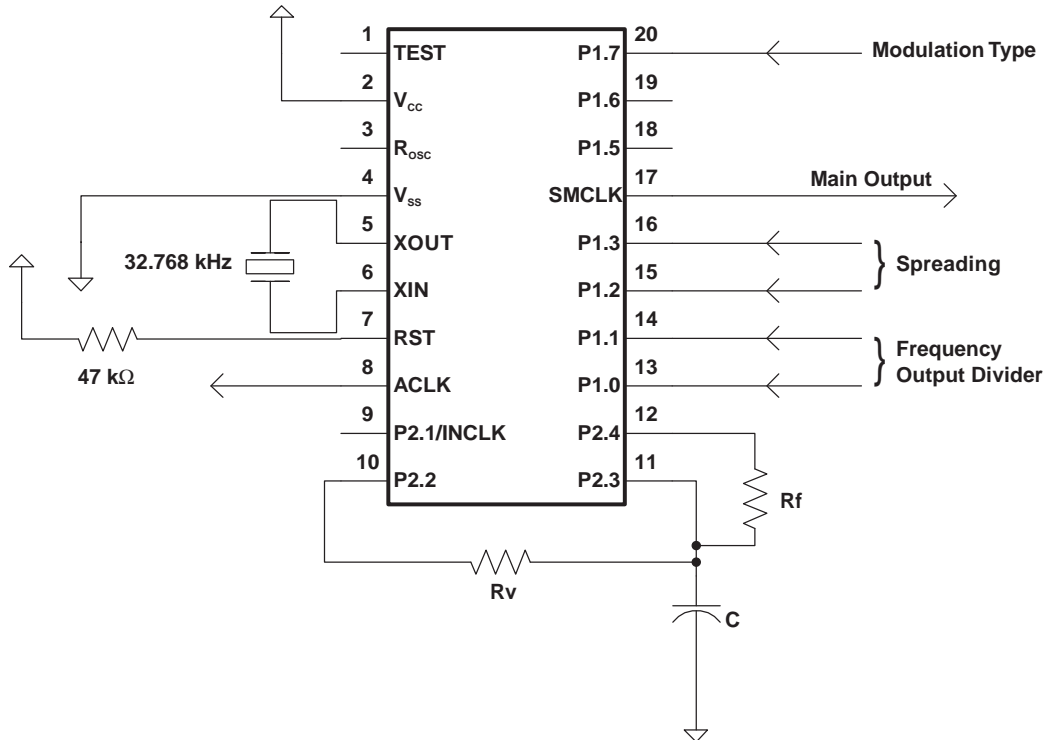 1
TEST
2
VCC
3
ROSC
4
VSS
5
XOUT
32.768 kHz
6
XIN
7
RST
47 kΩ
8
ACLK
9
P2.1/INCLK
10
P2.2
20
P1.7
Modulation Type
19
P1.6
18
P1.5
17
SMCLK
Main Output
16
P1.3
Spreading
15
P1.2
14
P1.1
Frequency
Output Divider
13
P1.0
12
P2.4
11
P2.3
Rf
Rv
C